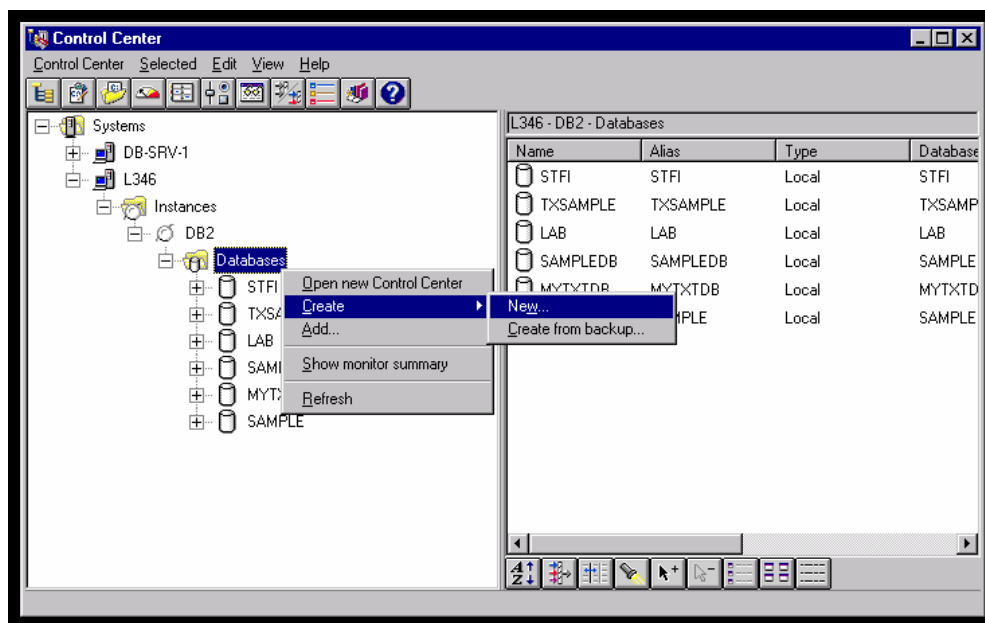 Control Center
Control Center Selected Edit View Help
Systems
DB-SRV-1
L346
Instances
DB2
Databases
STFI
TXSA
LAB
SAMI
MYTX
SAMPLE
Open new Control Center
Create
Add...
Show monitor summary
Refresh
New...
Create from backup...
L346 - DB2 - Databases
Name Alias Type Database
STFI STFI Local STFI
TXSAMPLE TXSAMPLE Local TXSAMP
LAB LAB Local LAB
SAMPLEDB SAMPLEDB Local SAMPLE
MYTXTDB MYTXTDB Local MYTXTD
MPLE Local SAMPLE